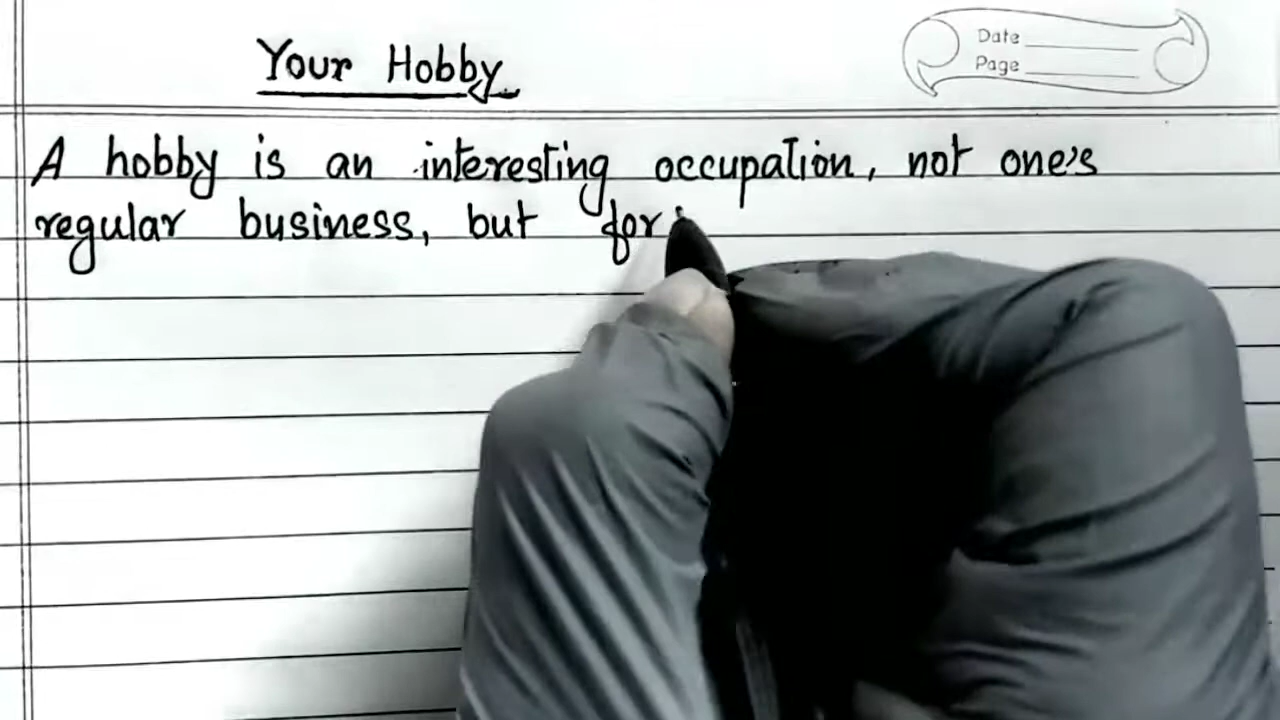 Your Hobby
Date
Page
A hobby is an interesting occupation, not one's
regular business, but for